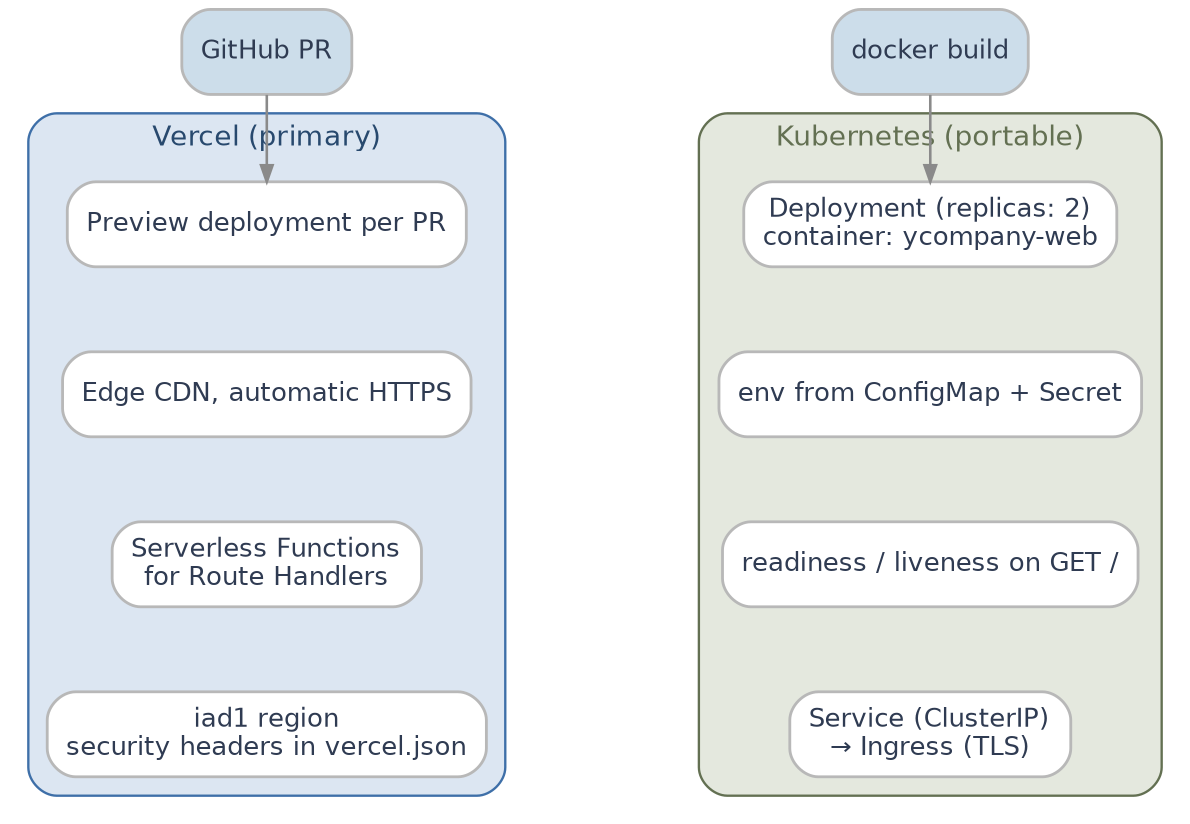 GitHub PR
Vercel (primary)
Preview deployment per PR
Edge CDN, automatic HTTPS
Serverless Functions
for Route Handlers
iad1 region
security headers in vercel.json
docker build
Kubernetes (portable)
Deployment (replicas: 2)
container: ycompany-web
env from ConfigMap + Secret
readiness / liveness on GET /
Service (ClusterIP)
→ Ingress (TLS)